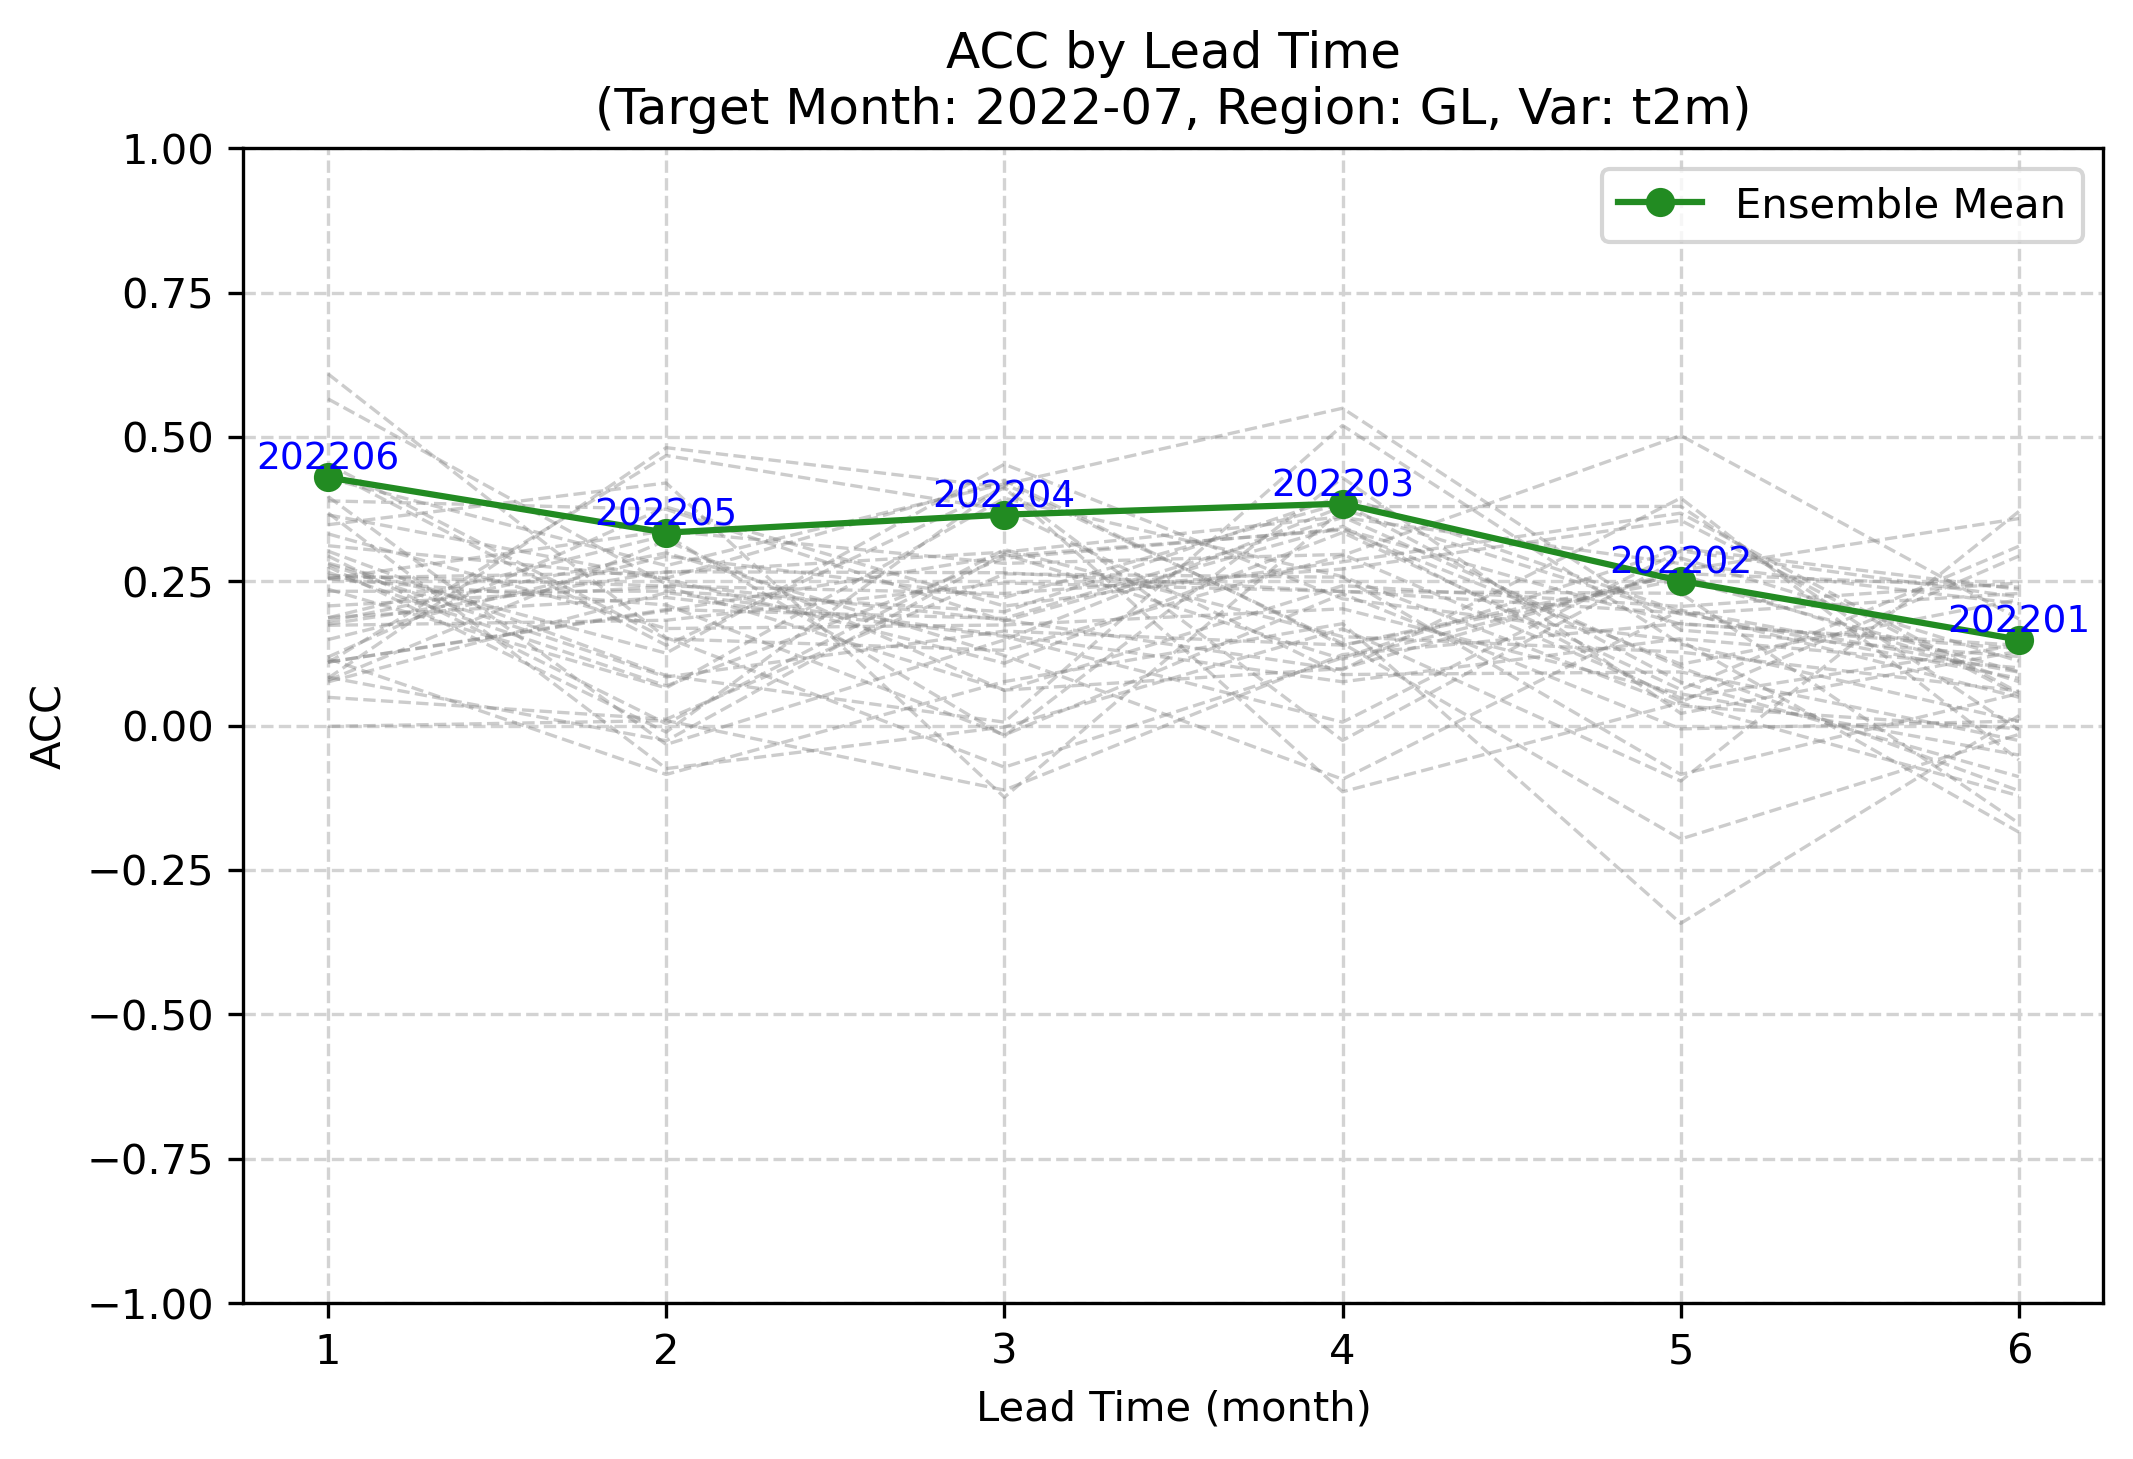 ACC by Lead Time
(Target Month: 2022-07, Region: GL, Var: t2m)
Ensemble Mean
ACC
1.00
0.75
0.50
0.25
0.00
−0.25
−0.50
−0.75
−1.00
202206
202205
202204
202203
202202
202201
1 2 3 4 5 6
Lead Time (month)